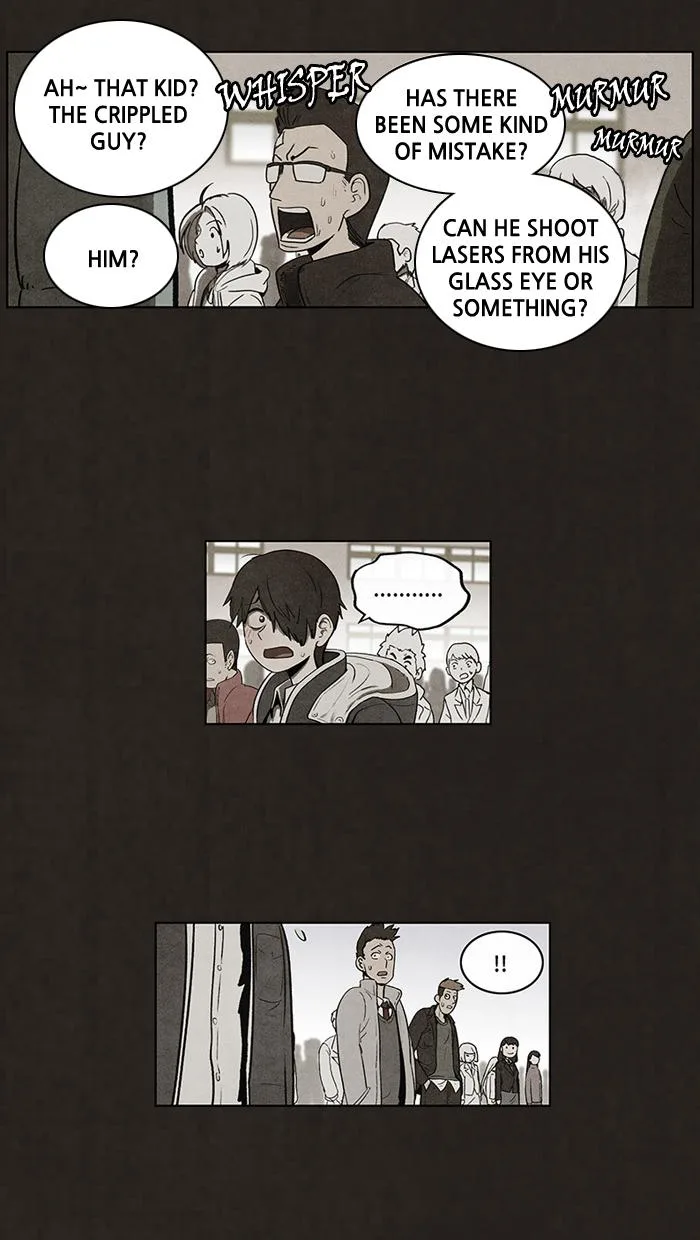 AH~ THAT KID?
THE CRIPPLED
GUY?
WHISPER
HAS THERE
BEEN SOME KIND
OF MISTAKE?
MURMUR
MURMUR
HIM?
CAN HE SHOOT
LASERS FROM HIS
GLASS EYE OR
SOMETHING?
...........
!!